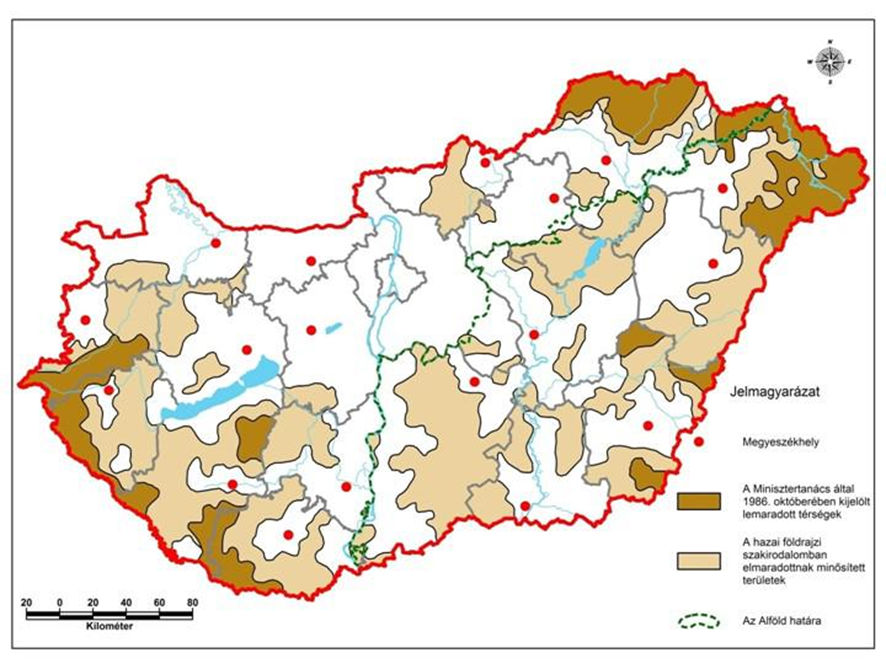 N
W E
S
Jelmagyarázat
Megyeszékhely
A Minisztertanács által
1986. októberében kijelölt
lemaradott térségek
A hazai földrajzi
szakirodalomban
elmaradottnak minősített
területek
Az Alföld határa
20 0 20 40 60 80
Kilométer